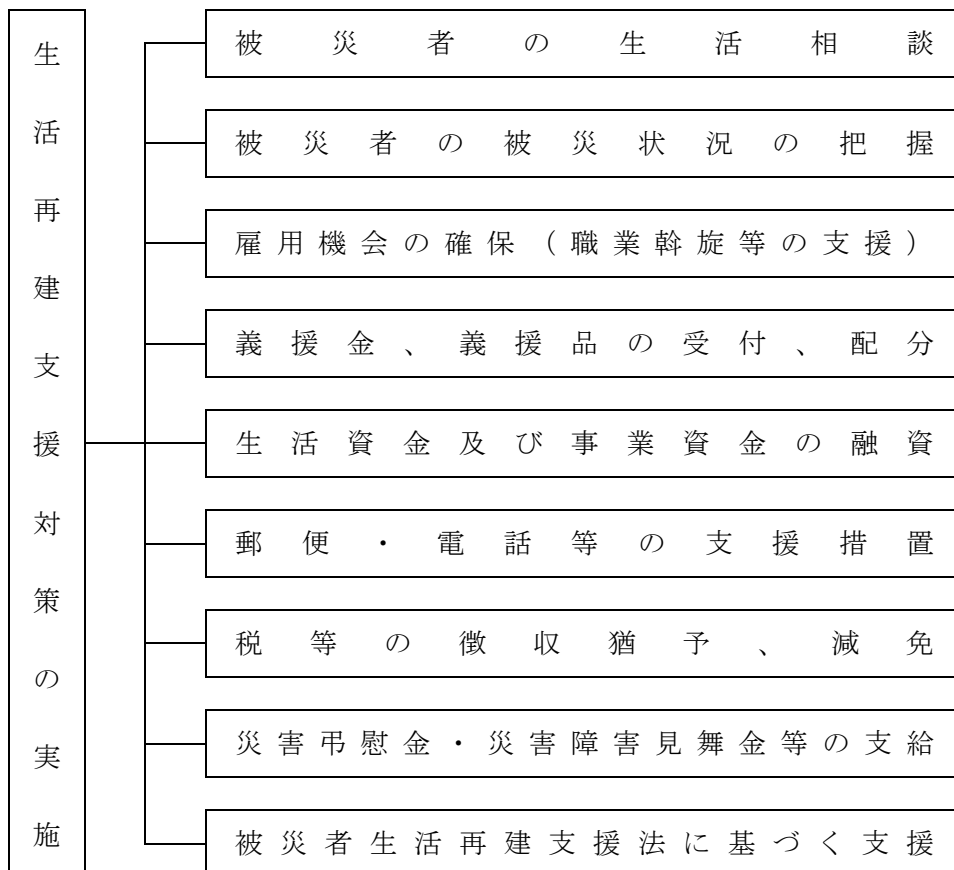 生活再建支援対策の実施
被災者の生活相談
被災者の被災状況の把握
雇用機会の確保（職業斡旋等の支援）
義援金、義援品の受付、配分
生活資金及び事業資金の融資
郵便・電話等の支援措置
税等の徴収猶予、減免
災害弔慰金・災害障害見舞金等の支給
被災者生活再建支援法に基づく支援